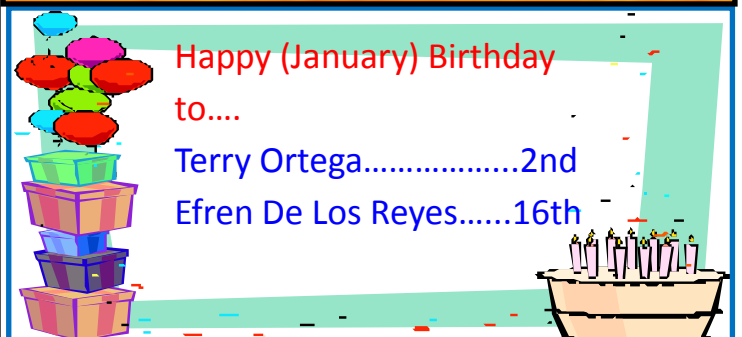 Happy (January) Birthday
to….
Terry Ortega……………...2nd
Efren De Los Reyes…...16th